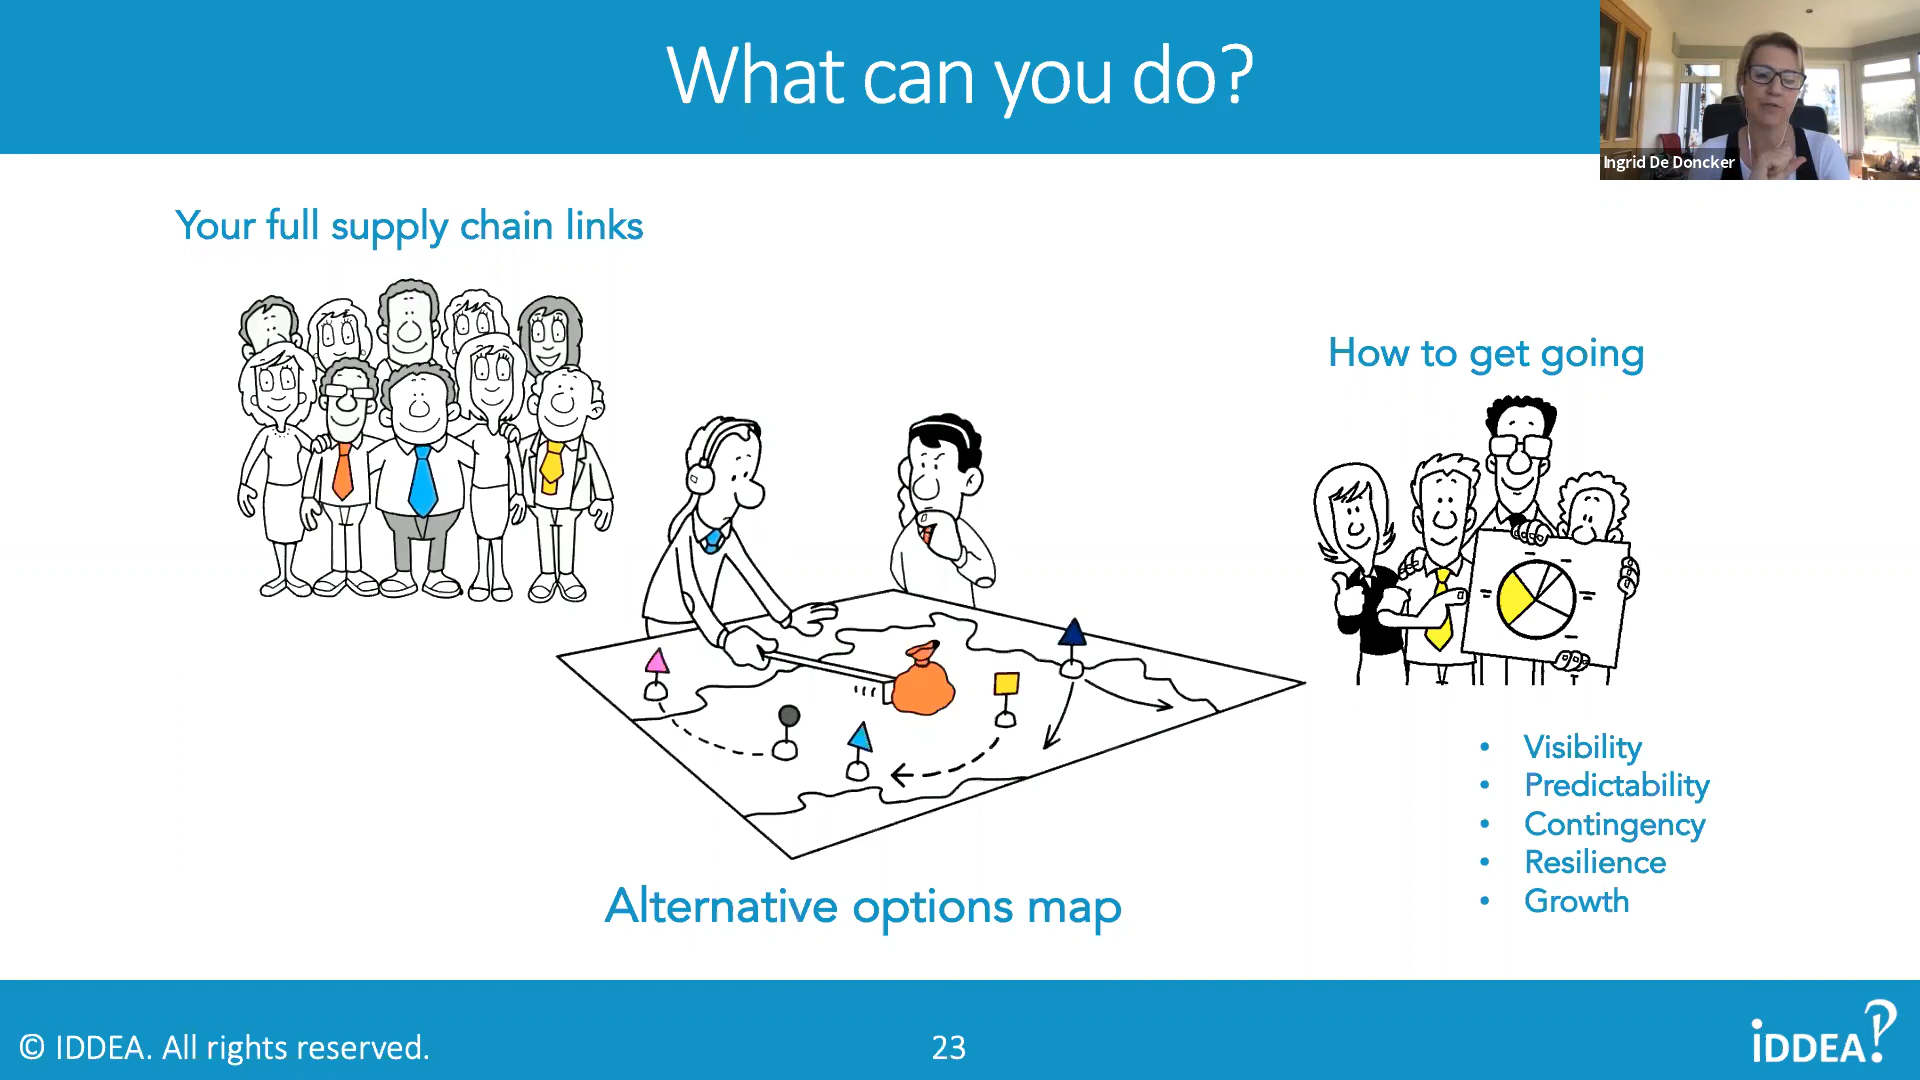 What can you do?
Ingrid De Doncker
Your full supply chain links
How to get going
• Visibility
• Predictability
• Contingency
• Resilience
• Growth
Alternative options map
© IDDEA. All rights reserved.
23
iDDEA?